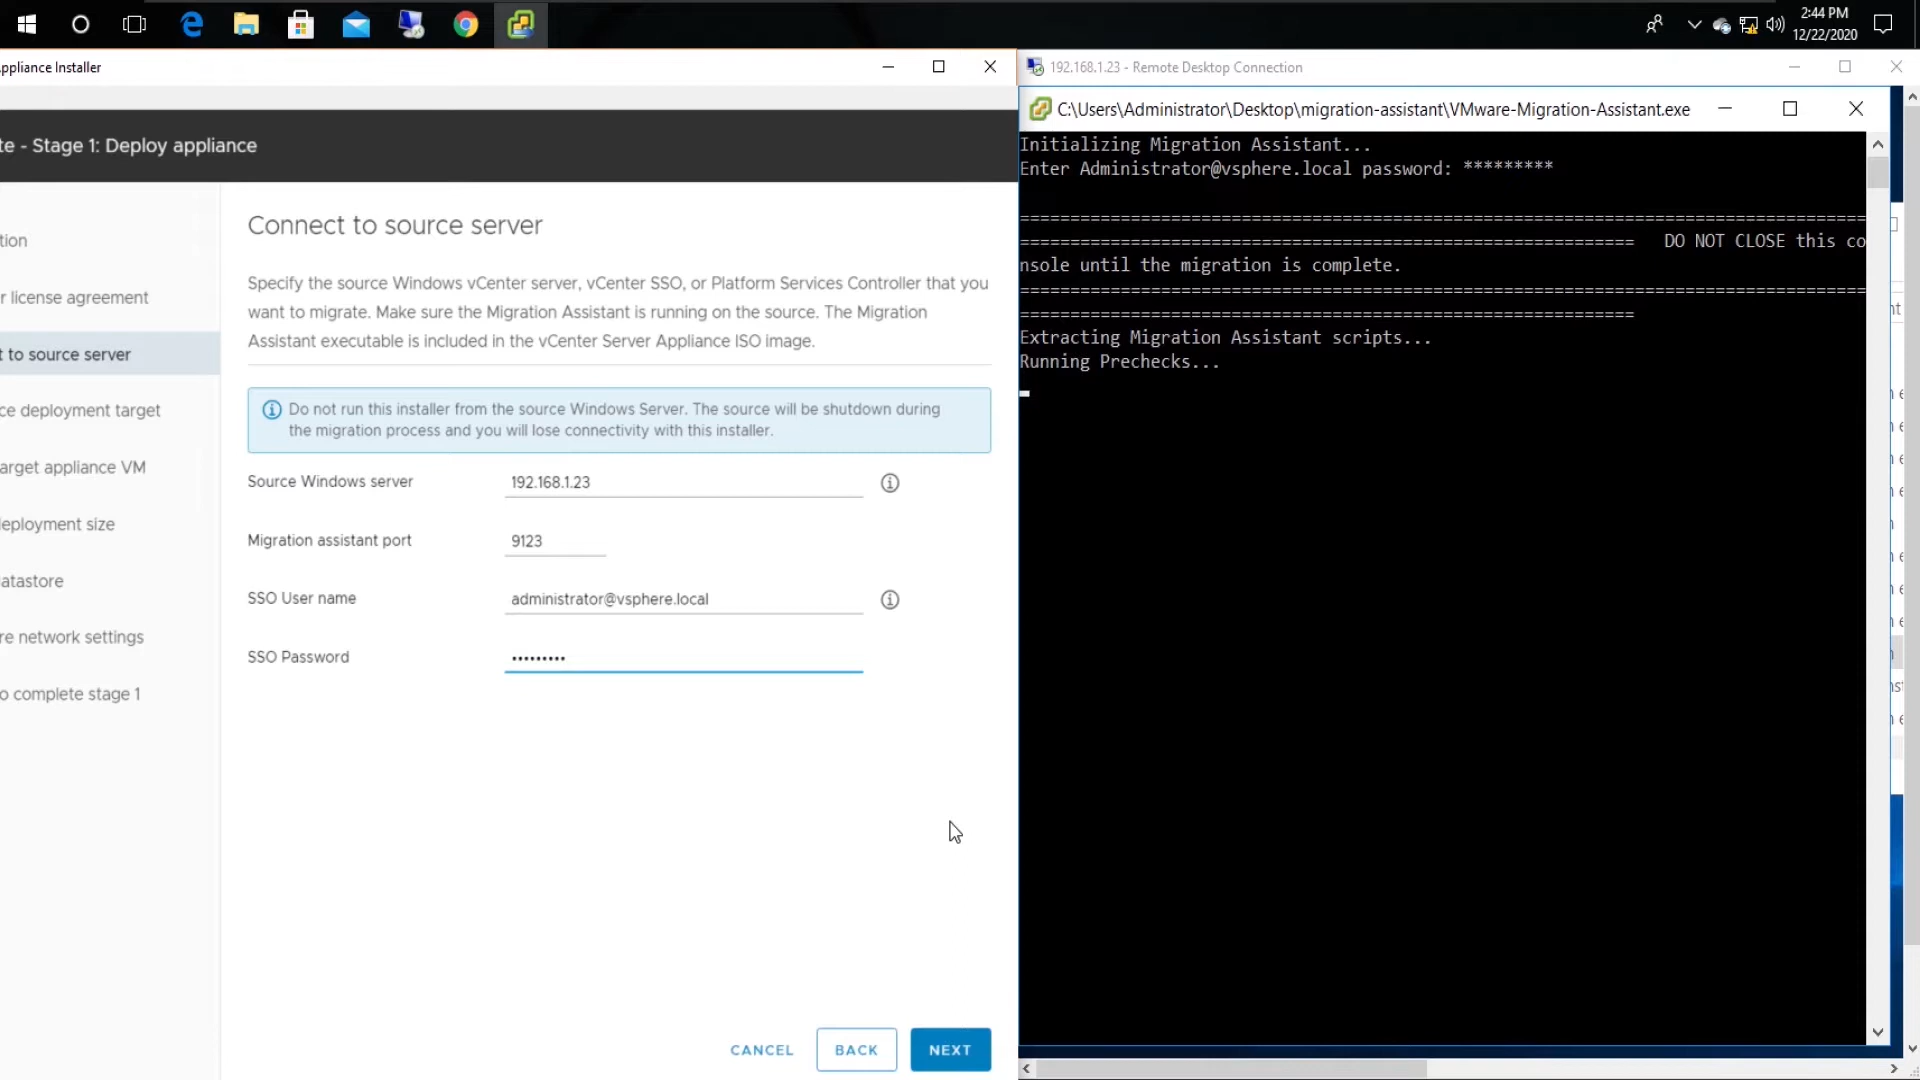 2:44 PM
12/22/2020
ppliance Installer
te - Stage 1: Deploy appliance
tion
r license agreement
t to source server
ce deployment target
arget appliance VM
eployment size
atastore
re network settings
o complete stage 1
Connect to source server
Specify the source Windows vCenter server, vCenter SSO, or Platform Services Controller that you
want to migrate. Make sure the Migration Assistant is running on the source. The Migration
Assistant executable is included in the vCenter Server Appliance ISO image.
Do not run this installer from the source Windows Server. The source will be shutdown during
the migration process and you will lose connectivity with this installer.
Source Windows server 192.168.1.23
Migration assistant port 9123
SSO User name administrator@vsphere.local
SSO Password •••••••••
CANCEL BACK NEXT
192.168.1.23 - Remote Desktop Connection
C:\Users\Administrator\Desktop\migration-assistant\VMware-Migration-Assistant.exe
Initializing Migration Assistant...
Enter Administrator@vsphere.local password: *********
DO NOT CLOSE this co
nsole until the migration is complete.
Extracting Migration Assistant scripts...
Running Prechecks...